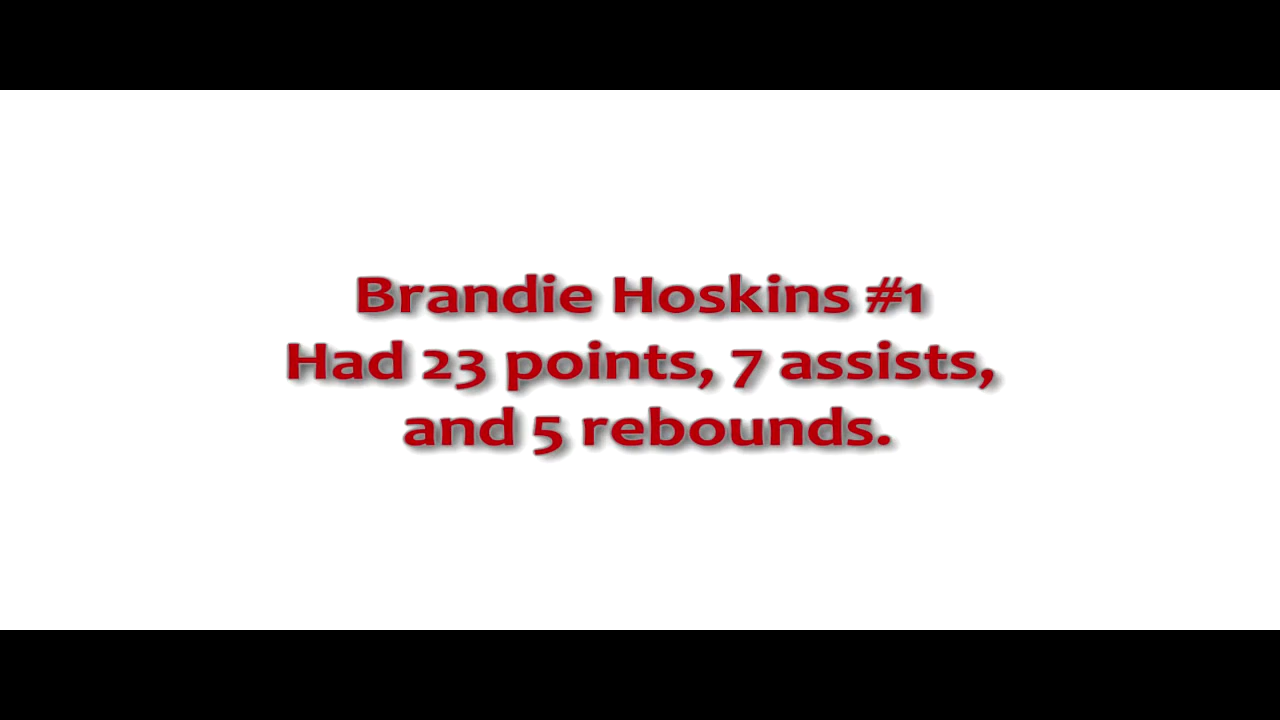 Brandie Hoskins #1
Had 23 points, 7 assists,
and 5 rebounds.